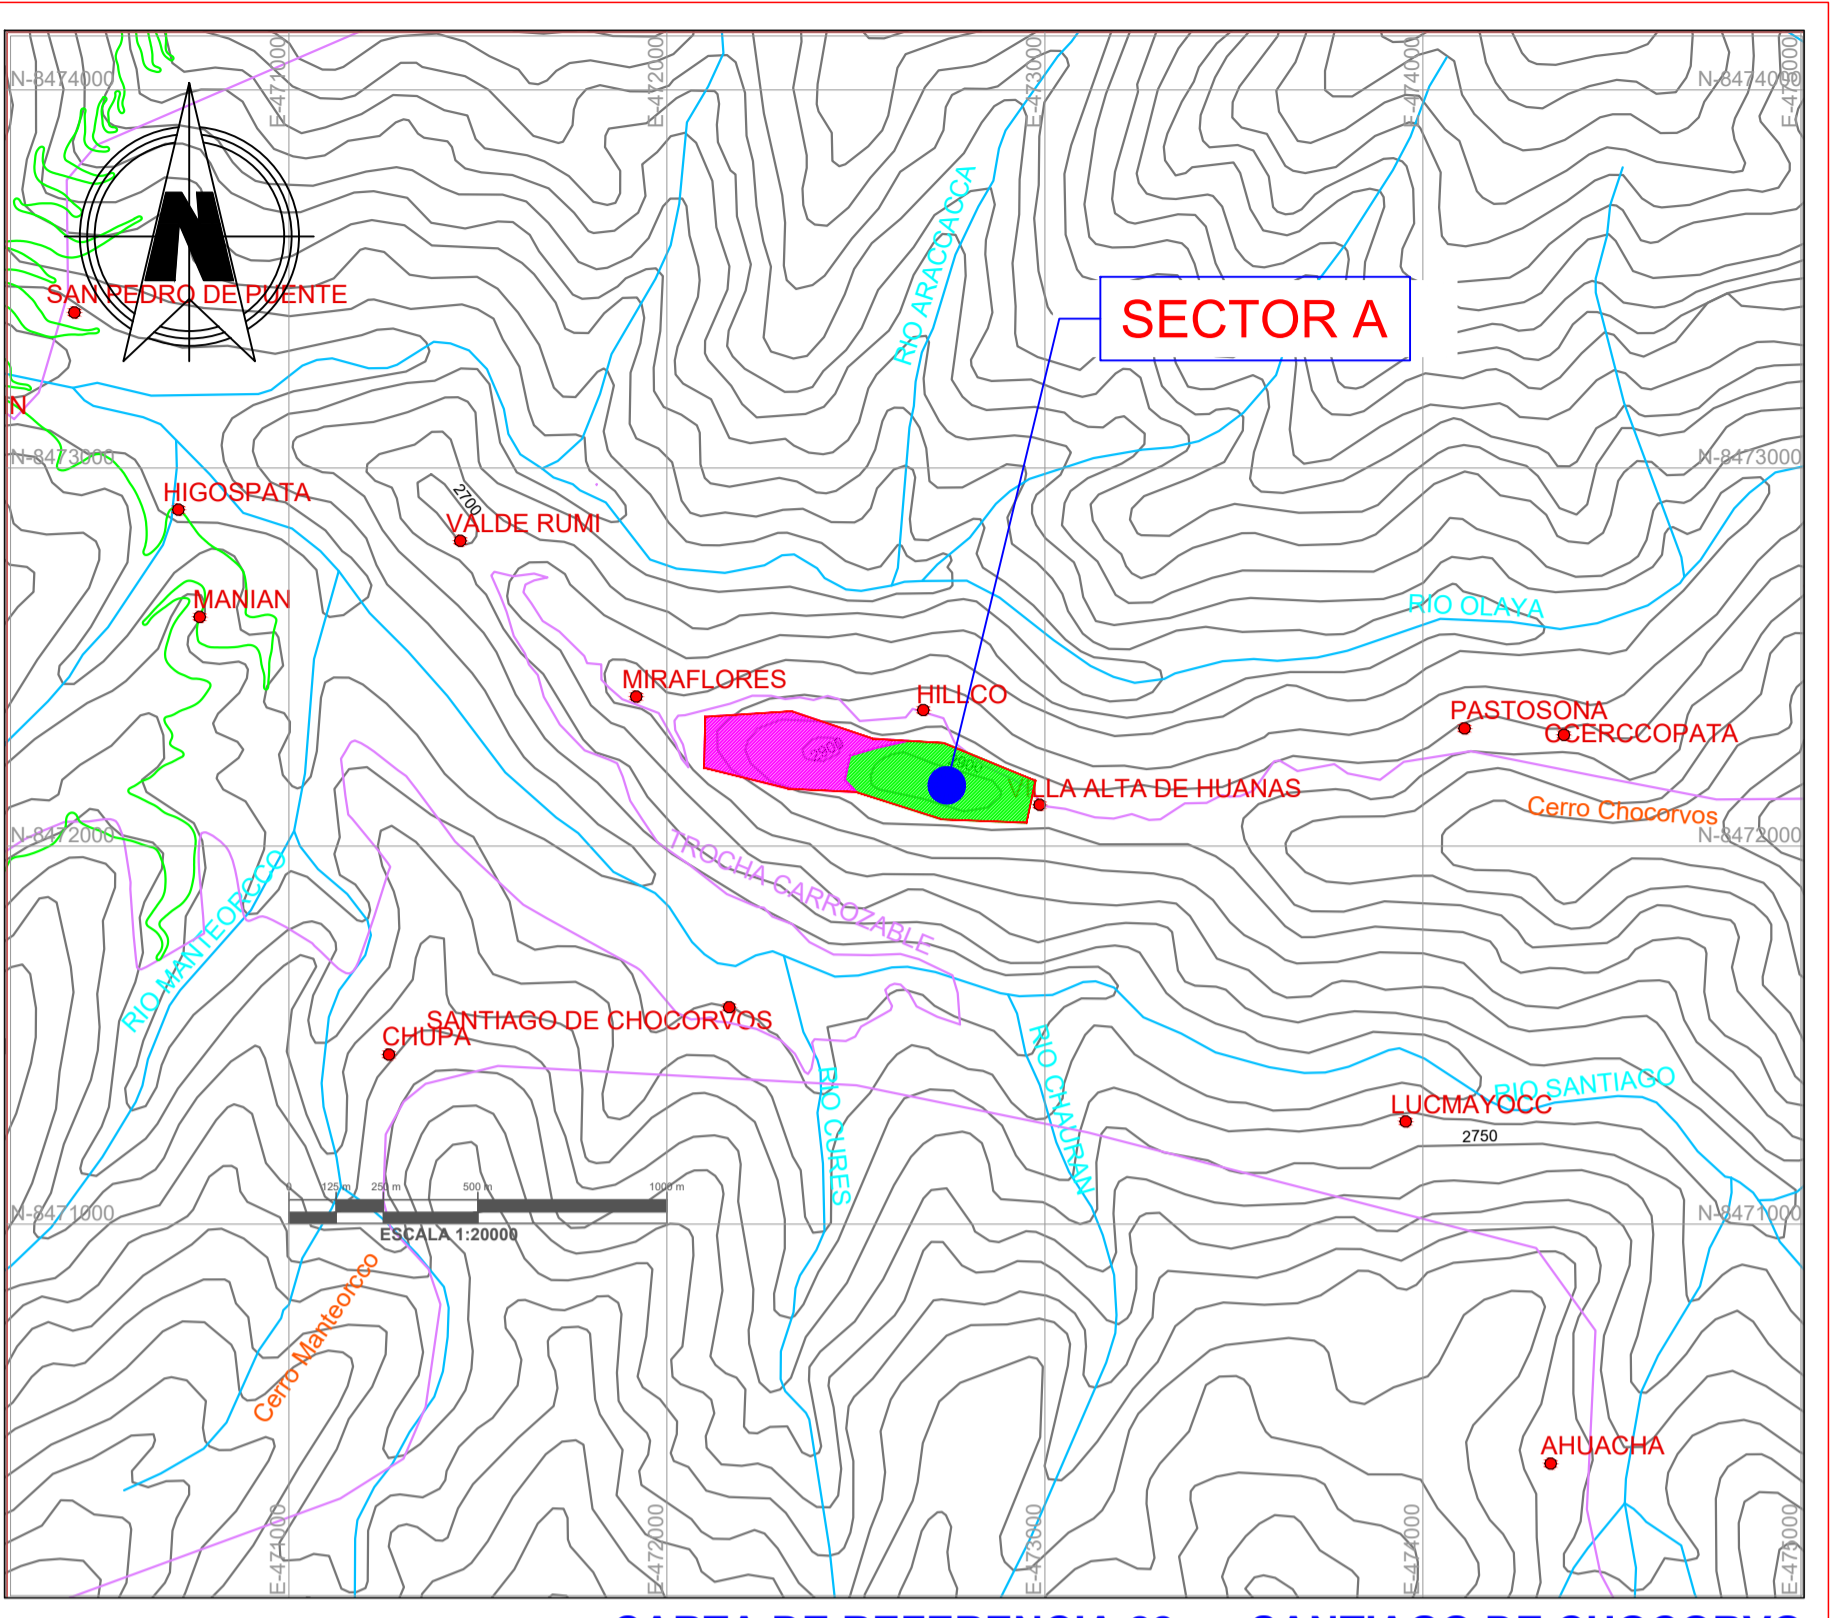 E-471000
E-472000
E-473000
E-474000
E-475000
N-8474000
N-8474000
N
RIO ARACCACCA
SAN PEDRO DE PUENTE
SECTOR A
N
N-8473000
N-8473000
HIGOSPATA
2700
VALDE RUMI
MANIAN
RIO OLAYA
MIRAFLORES
HILLCO
PASTOSONA
CCERCCOPATA
2900
2900
VILLA ALTA DE HUANAS
Cerro Chocorvos
N-8472000
N-8472000
TROCHA CARROZABLE
RIO MANTEORCCO
SANTIAGO DE CHOCORVOS
CHUPA
RIO CURES
RIO CHAURAN
RIO SANTIAGO
LUCMAYOCC
2750
0 125 m 250 m 500 m 1000 m
N-8471000
N-8471000
ESCALA 1:20000
Cerro Manteorcco
AHUACHA
E-471000
E-472000
E-473000
E-474000
E-475000